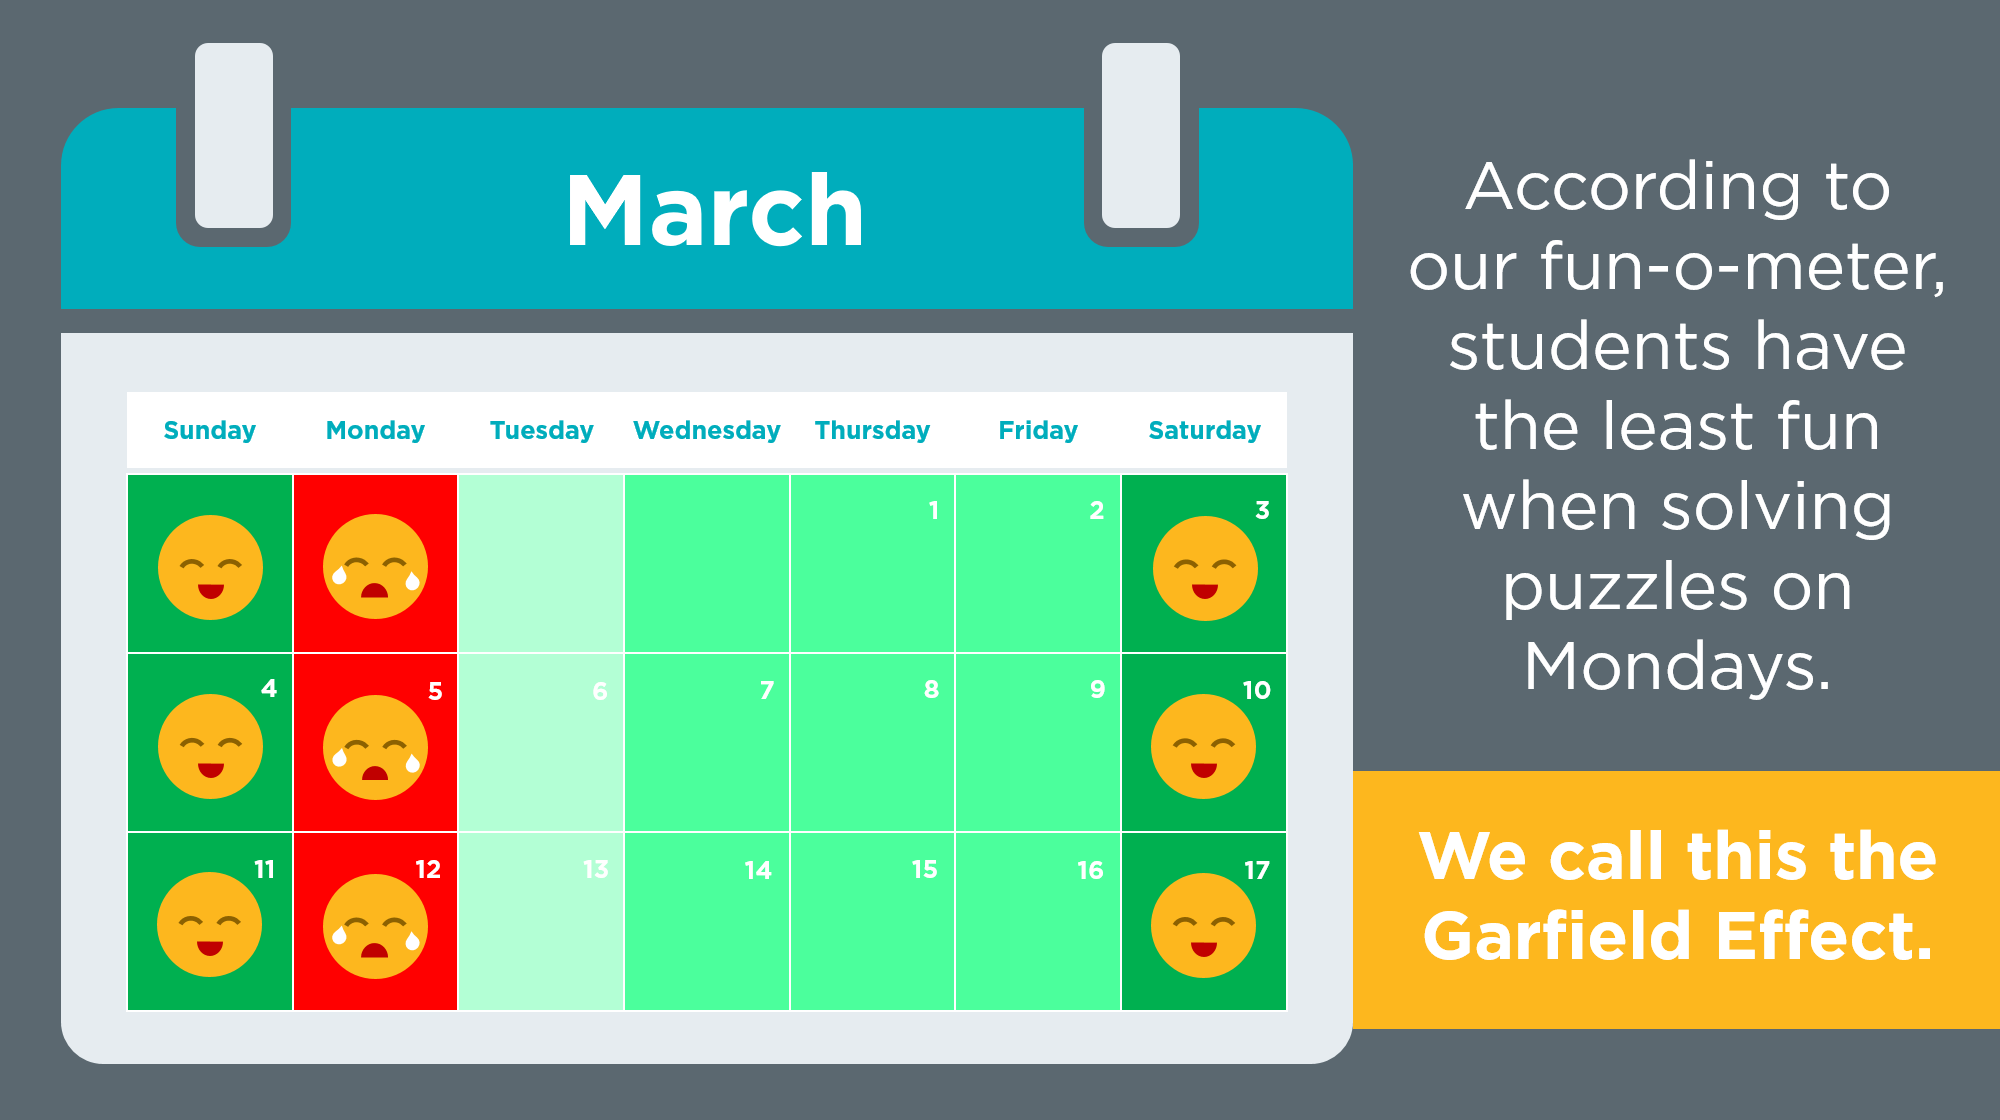 March
Sunday Monday Tuesday Wednesday Thursday Friday Saturday
1 2 3
4 5 6 7 8 9 10
11 12 13 14 15 16 17
According to
our fun-o-meter,
students have
the least fun
when solving
puzzles on
Mondays.
We call this the
Garfield Effect.